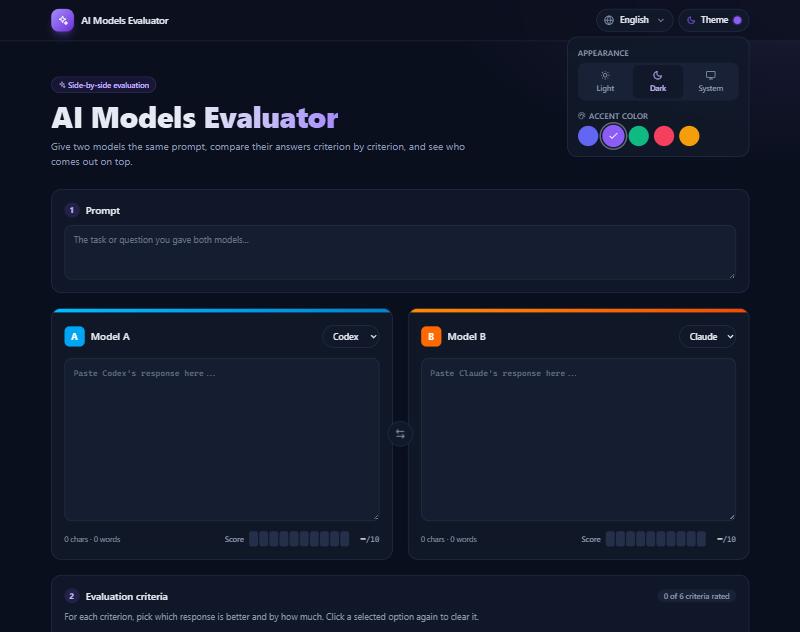 AI Models Evaluator
English
Theme
APPEARANCE
Light
Dark
System
ACCENT COLOR
Side-by-side evaluation
AI Models Evaluator
Give two models the same prompt, compare their answers criterion by criterion, and see who
comes out on top.
1 Prompt
The task or question you gave both models...
A Model A
Codex
Paste Codex's response here...
0 chars · 0 words
Score
–/10
B Model B
Claude
Paste Claude's response here...
0 chars · 0 words
Score
–/10
2 Evaluation criteria
0 of 6 criteria rated
For each criterion, pick which response is better and by how much. Click a selected option again to clear it.